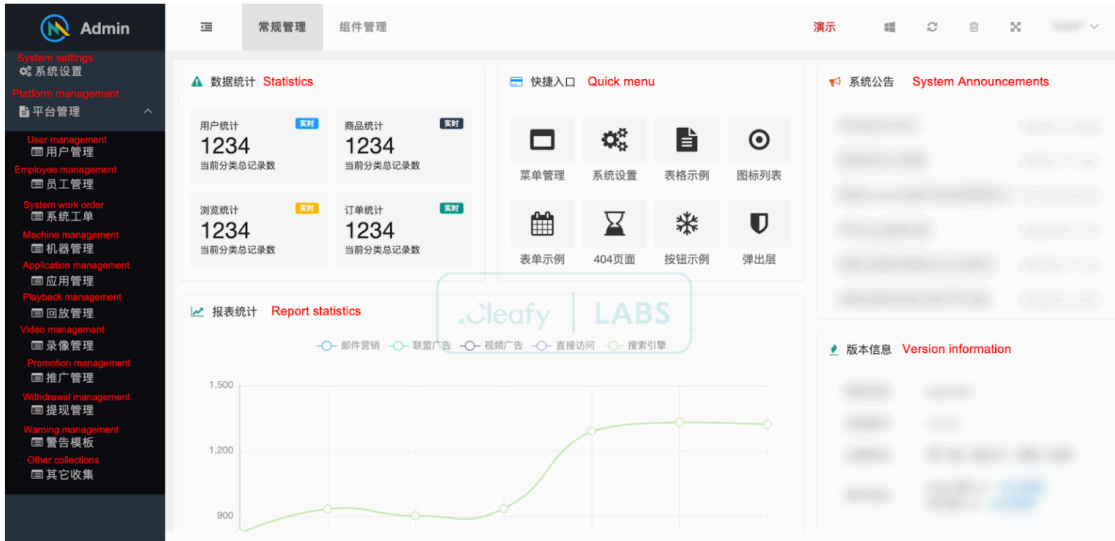 Admin
常规管理
组件管理
演示
System settings
系统设置
Platform management
平台管理
User management
用户管理
Employee management
员工管理
System work order
系统工单
Machine management
机器管理
Application management
应用管理
Playback management
回放管理
Video management
录像管理
Promotion management
推广管理
Withdrawal management
提现管理
Warning management
警告模板
Other collections
其它收集
数据统计 Statistics
用户统计 实时
1234
当前分类总记录数
商品统计 实时
1234
当前分类总记录数
浏览统计 实时
1234
当前分类总记录数
订单统计 实时
1234
当前分类总记录数
快捷入口 Quick menu
菜单管理 系统设置 表格示例 图标列表
表单示例 404页面 按钮示例 弹出层
系统公告 System Announcements
Cleafy LABS
报表统计 Report statistics
邮件营销 联盟广告 视频广告 直接访问 搜索引擎
1,500
1,200
900
版本信息 Version information